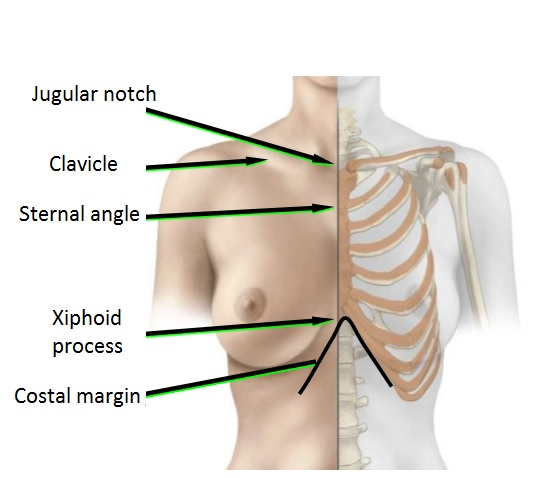 Jugular notch
Clavicle
Sternal angle
Xiphoid
process
Costal margin